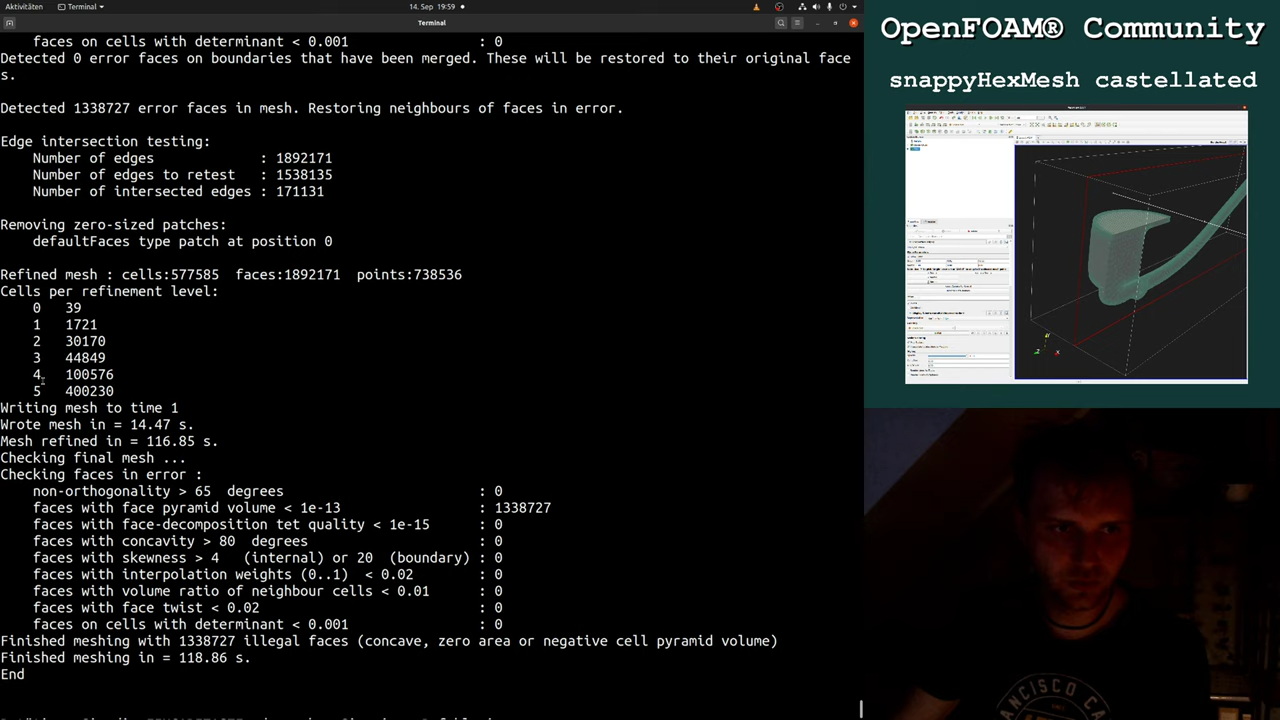 Aktivitäten
Terminal
14. Sep 19:59
Terminal
faces on cells with determinant < 0.001 : 0
Detected 0 error faces on boundaries that have been merged. These will be restored to their original face
s.
Detected 1338727 error faces in mesh. Restoring neighbours of faces in error.
Edge intersection testing:
Number of edges : 1892171
Number of edges to retest : 1538135
Number of intersected edges : 171131
Removing zero-sized patches:
defaultFaces type patch at position 0
Refined mesh : cells:577585 faces:1892171 points:738536
Cells per refinement level:
0 39
1 1721
2 30170
3 44849
4 100576
5 400230
Writing mesh to time 1
Wrote mesh in = 14.47 s.
Mesh refined in = 116.85 s.
Checking final mesh ...
Checking faces in error :
non-orthogonality > 65 degrees : 0
faces with face pyramid volume < 1e-13 : 1338727
faces with face-decomposition tet quality < 1e-15 : 0
faces with concavity > 80 degrees : 0
faces with skewness > 4 (internal) or 20 (boundary) : 0
faces with interpolation weights (0..1) < 0.02 : 0
faces with volume ratio of neighbour cells < 0.01 : 0
faces with face twist < 0.02 : 0
faces on cells with determinant < 0.001 : 0
Finished meshing with 1338727 illegal faces (concave, zero area or negative cell pyramid volume)
Finished meshing in = 118.86 s.
End
OpenFOAM® Community
snappyHexMesh castellated